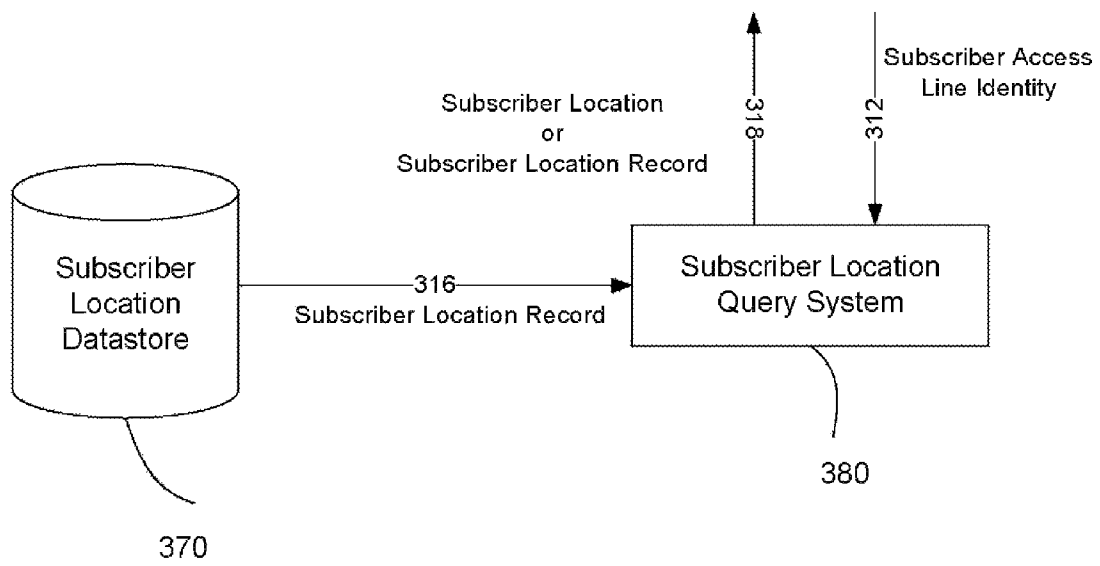 Subscriber Access
Line Identity
Subscriber Location
or
Subscriber Location Record
318
312
Subscriber
Location
Datastore
316
Subscriber Location Record
Subscriber Location
Query System
380
370